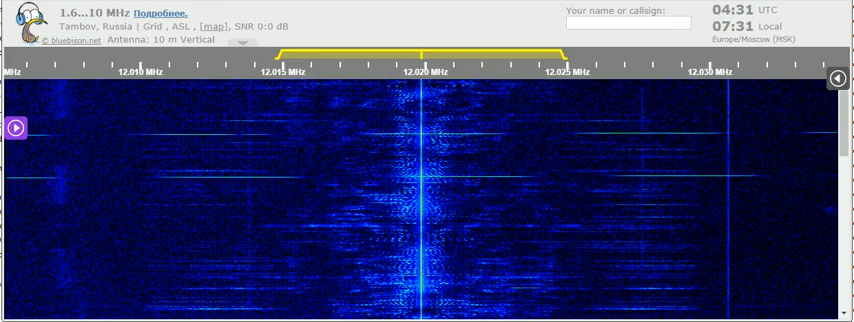 1.6...10 MHz Подробнее.
Tambov, Russia | Grid , ASL , [map], SNR 0:0 dB
© bluebison.net Antenna: 10 m Vertical
Your name or callsign:
04:31 UTC
07:31 Local
Europe/Moscow (MSK)
MHz 12.010 MHz 12.015 MHz 12.020 MHz 12.025 MHz 12.030 MHz